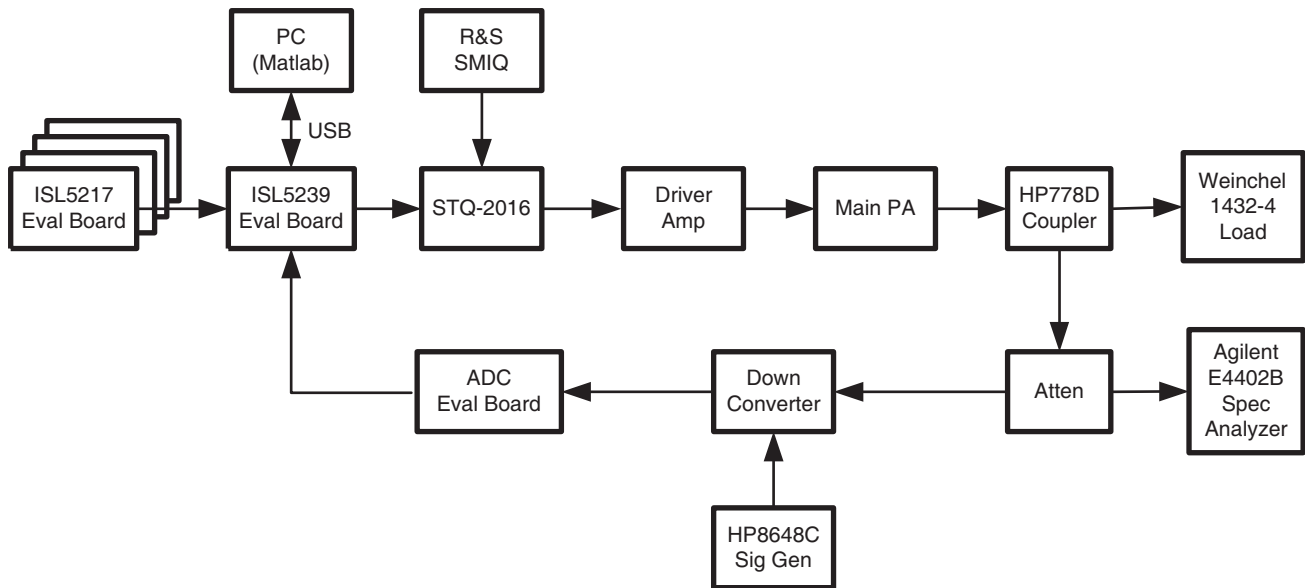 PC
(Matlab)
R&S
SMIQ
USB
ISL5217
Eval Board
ISL5239
Eval Board
STQ-2016
Driver
Amp
Main PA
HP778D
Coupler
Weinchel
1432-4
Load
ADC
Eval Board
Down
Converter
Atten
Agilent
E4402B
Spec
Analyzer
HP8648C
Sig Gen